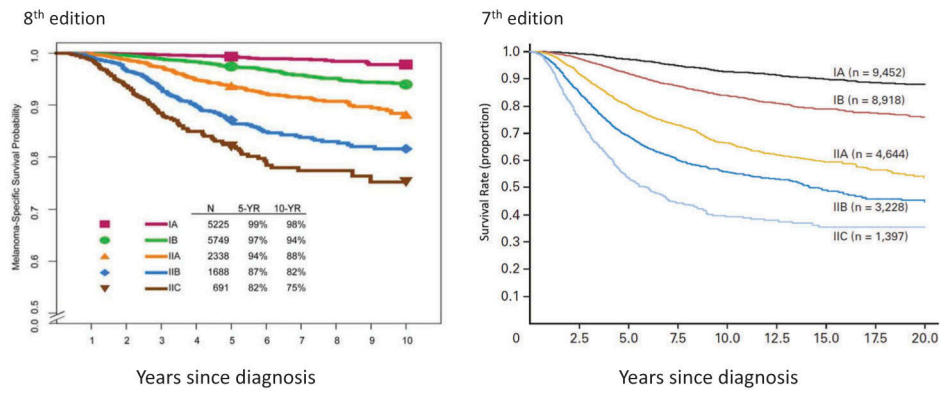 8th edition
7th edition
Melanoma-Specific Survival Probability
1.0
0.9
0.8
0.7
0.6
0.5
0.0
N 5-YR 10-YR
IA 5225 99% 98%
IB 5749 97% 94%
IIA 2338 94% 88%
IIB 1688 87% 82%
IIC 691 82% 75%
1 2 3 4 5 6 7 8 9 10
Years since diagnosis
Survival Rate (proportion)
1.0
0.9
0.8
0.7
0.6
0.5
0.4
0.3
0.2
0.1
IA (n = 9,452)
IB (n = 8,918)
IIA (n = 4,644)
IIB (n = 3,228)
IIC (n = 1,397)
0 2.5 5.0 7.5 10.0 12.5 15.0 17.5 20.0
Years since diagnosis